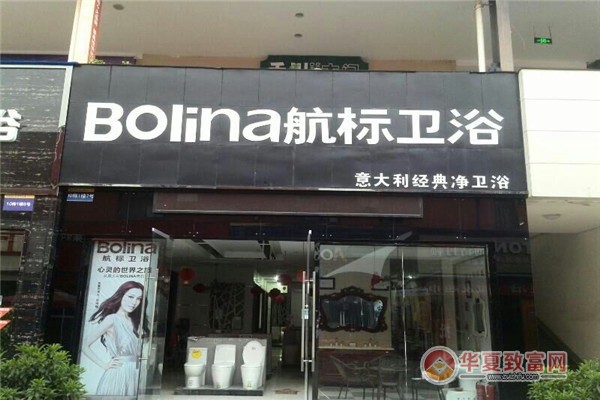 Bolina航标卫浴
意大利经典净卫浴
Bolina
航标卫浴
心灵的世界之旅
华夏致富网